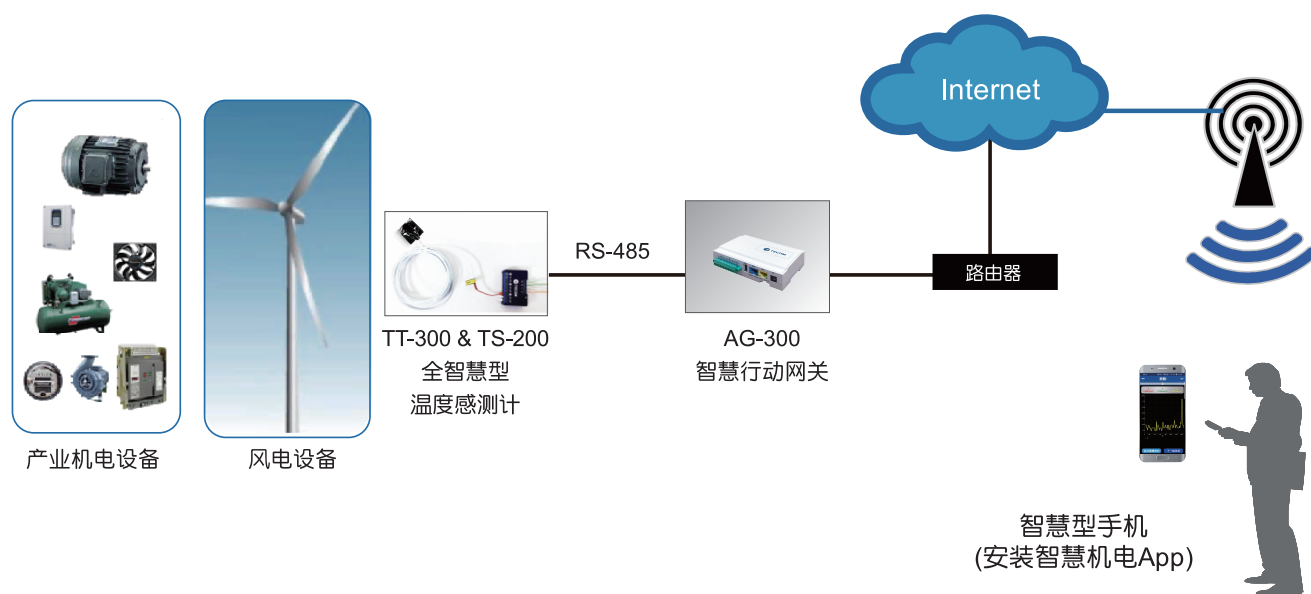 Internet
RS-485
路由器
TT-300 & TS-200
全智慧型
温度感测计
AG-300
智慧行动网关
产业机电设备
风电设备
智慧型手机
(安装智慧机电App)